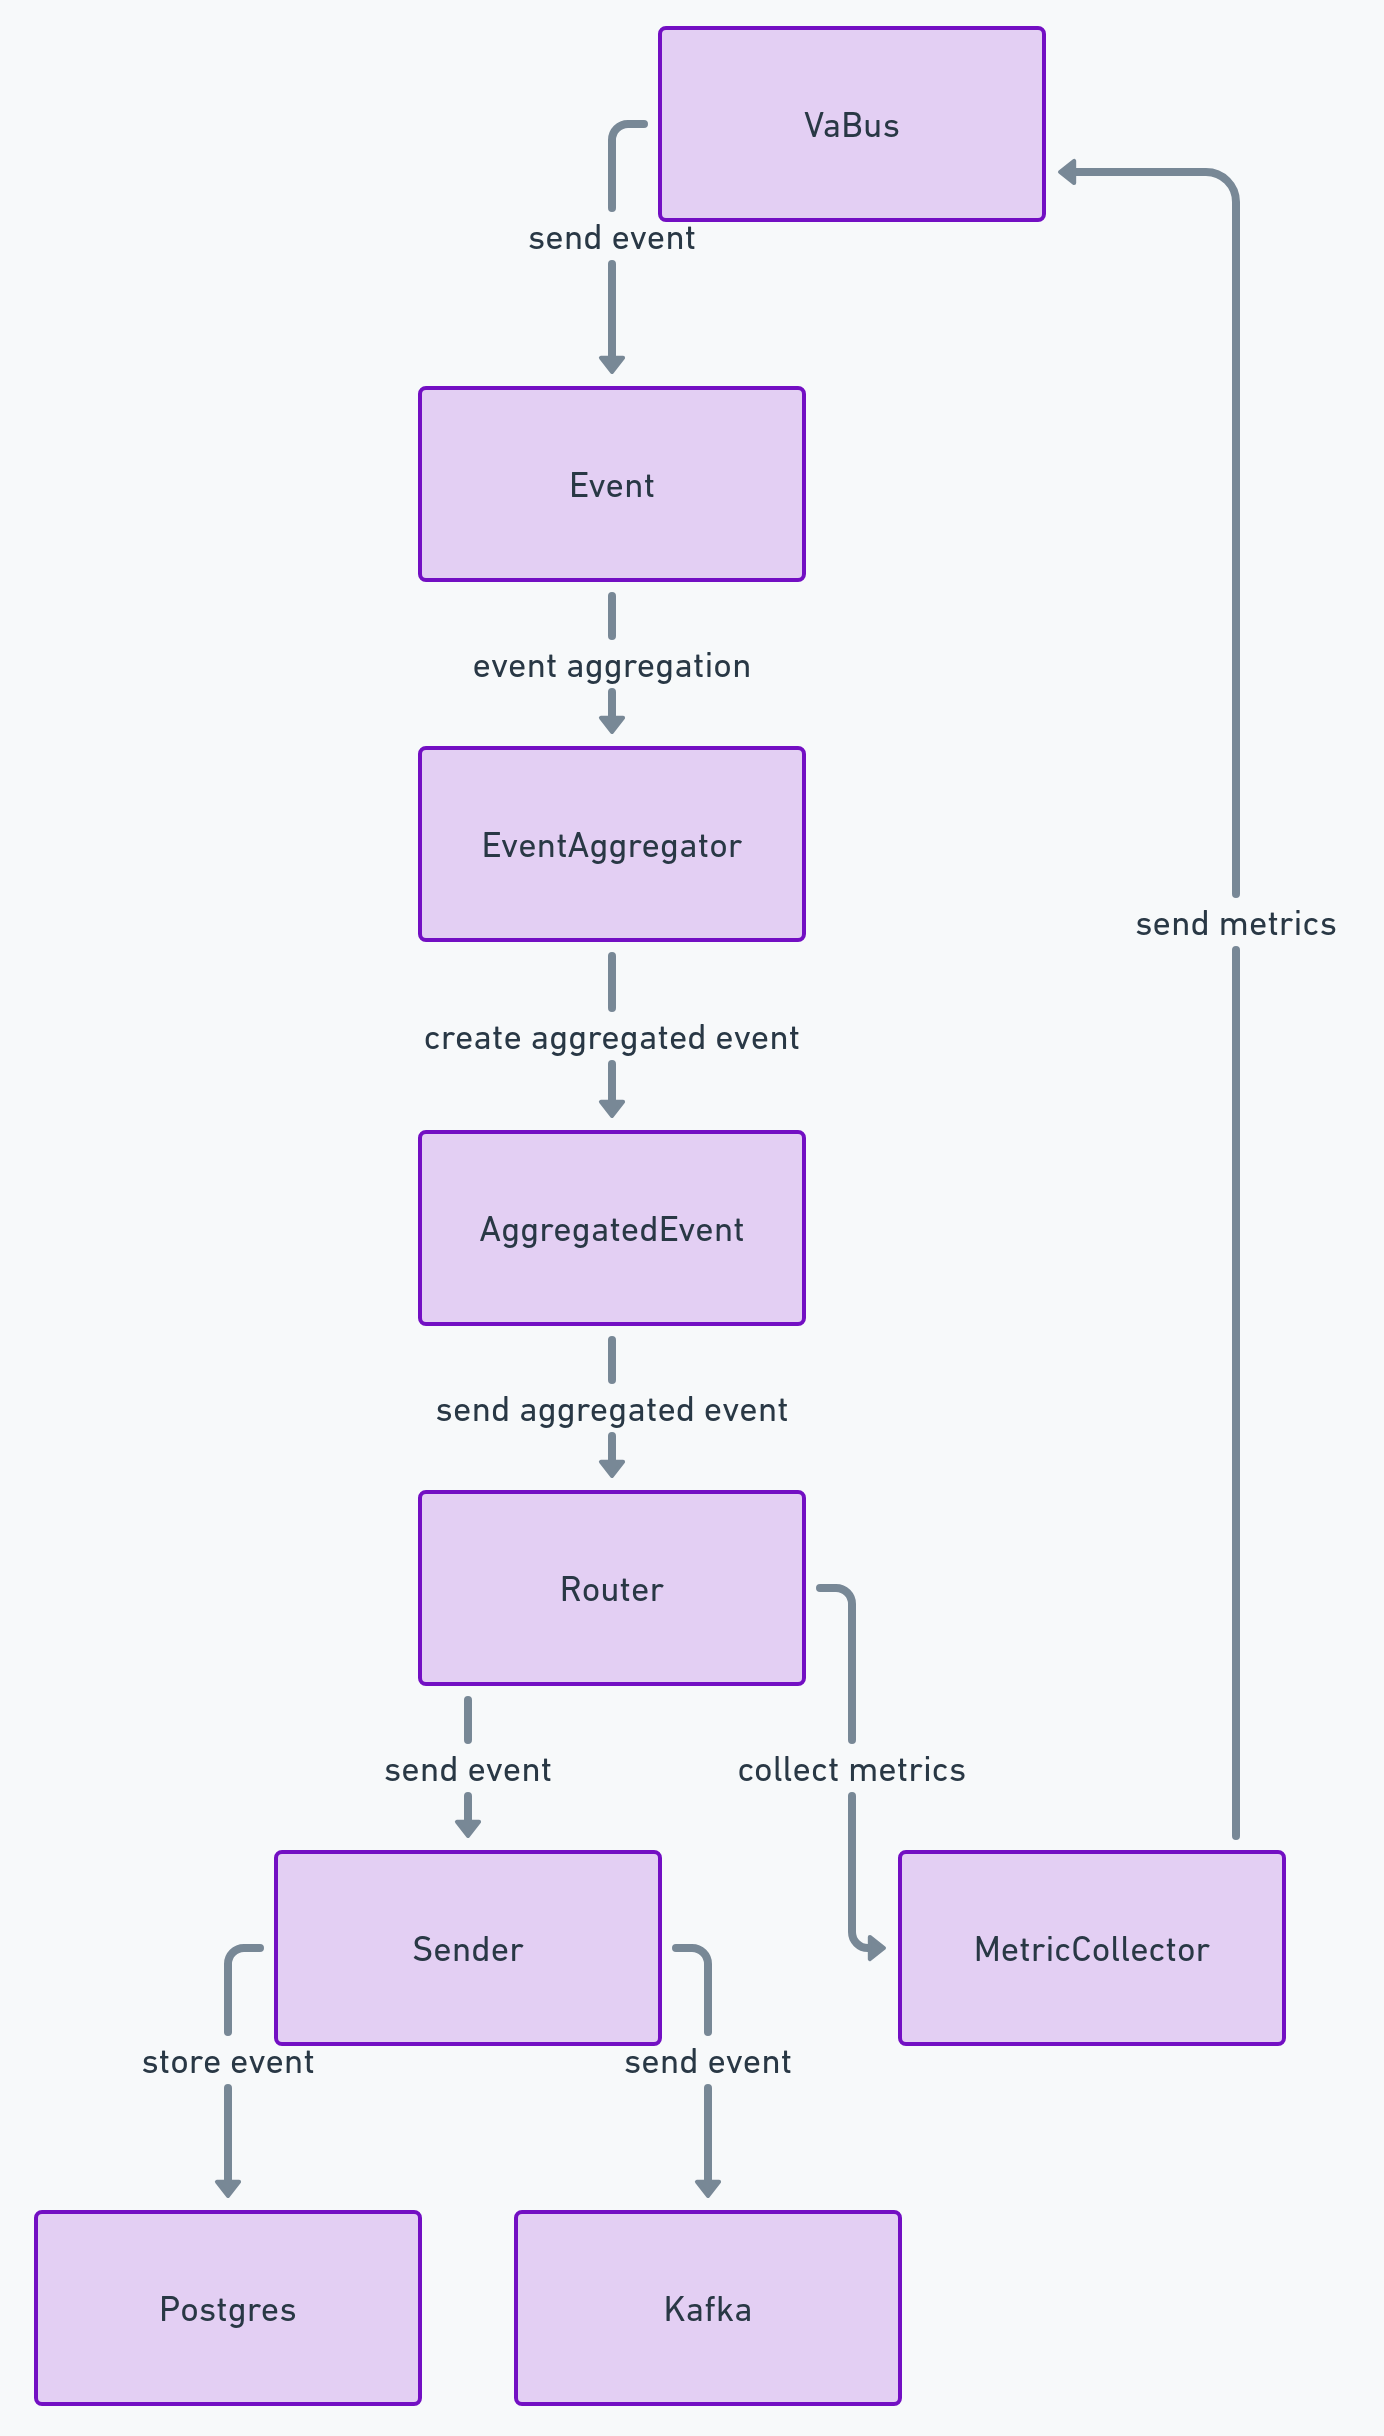 VaBus
send event
Event
event aggregation
EventAggregator
send metrics
create aggregated event
AggregatedEvent
send aggregated event
Router
send event
collect metrics
Sender
MetricCollector
store event
send event
Postgres
Kafka